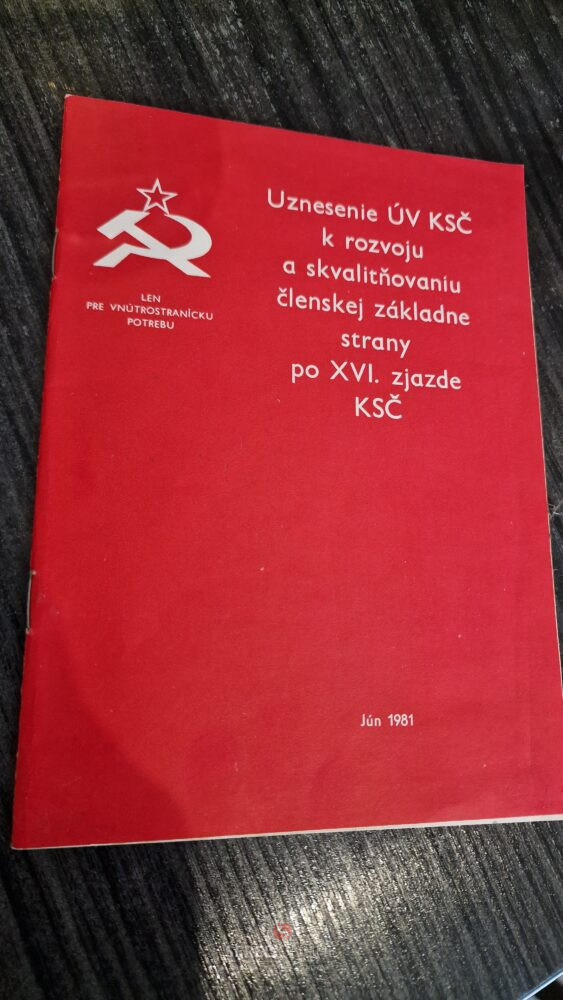 LEN
PRE VNÚTROSTRANÍCKU
POTREBU
Uznesenie ÚV KSČ
k rozvoju
a skvalitňovaniu
členskej základne
strany
po XVI. zjazde
KSČ
Jún 1981